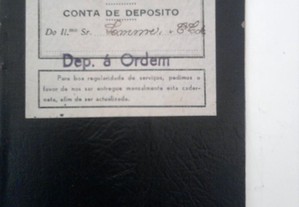 CONTA DE DEPOSITO
Do Il.mo Sr.
Dep. á Ordem
Para boa regularidade de serviços, pedimos o
favor de nos ser entregue mensalmente esta cader-
neta, afim de ser actualizada.